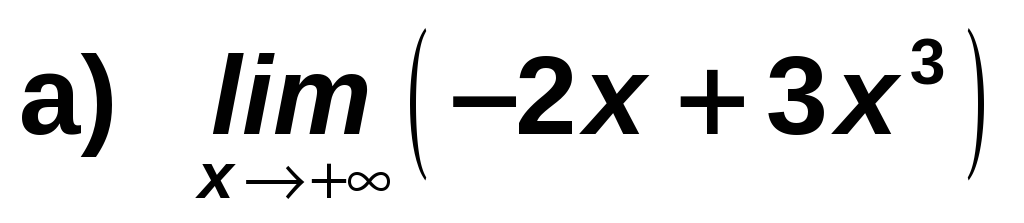 a) lim (−2x + 3x³)
x→+∞